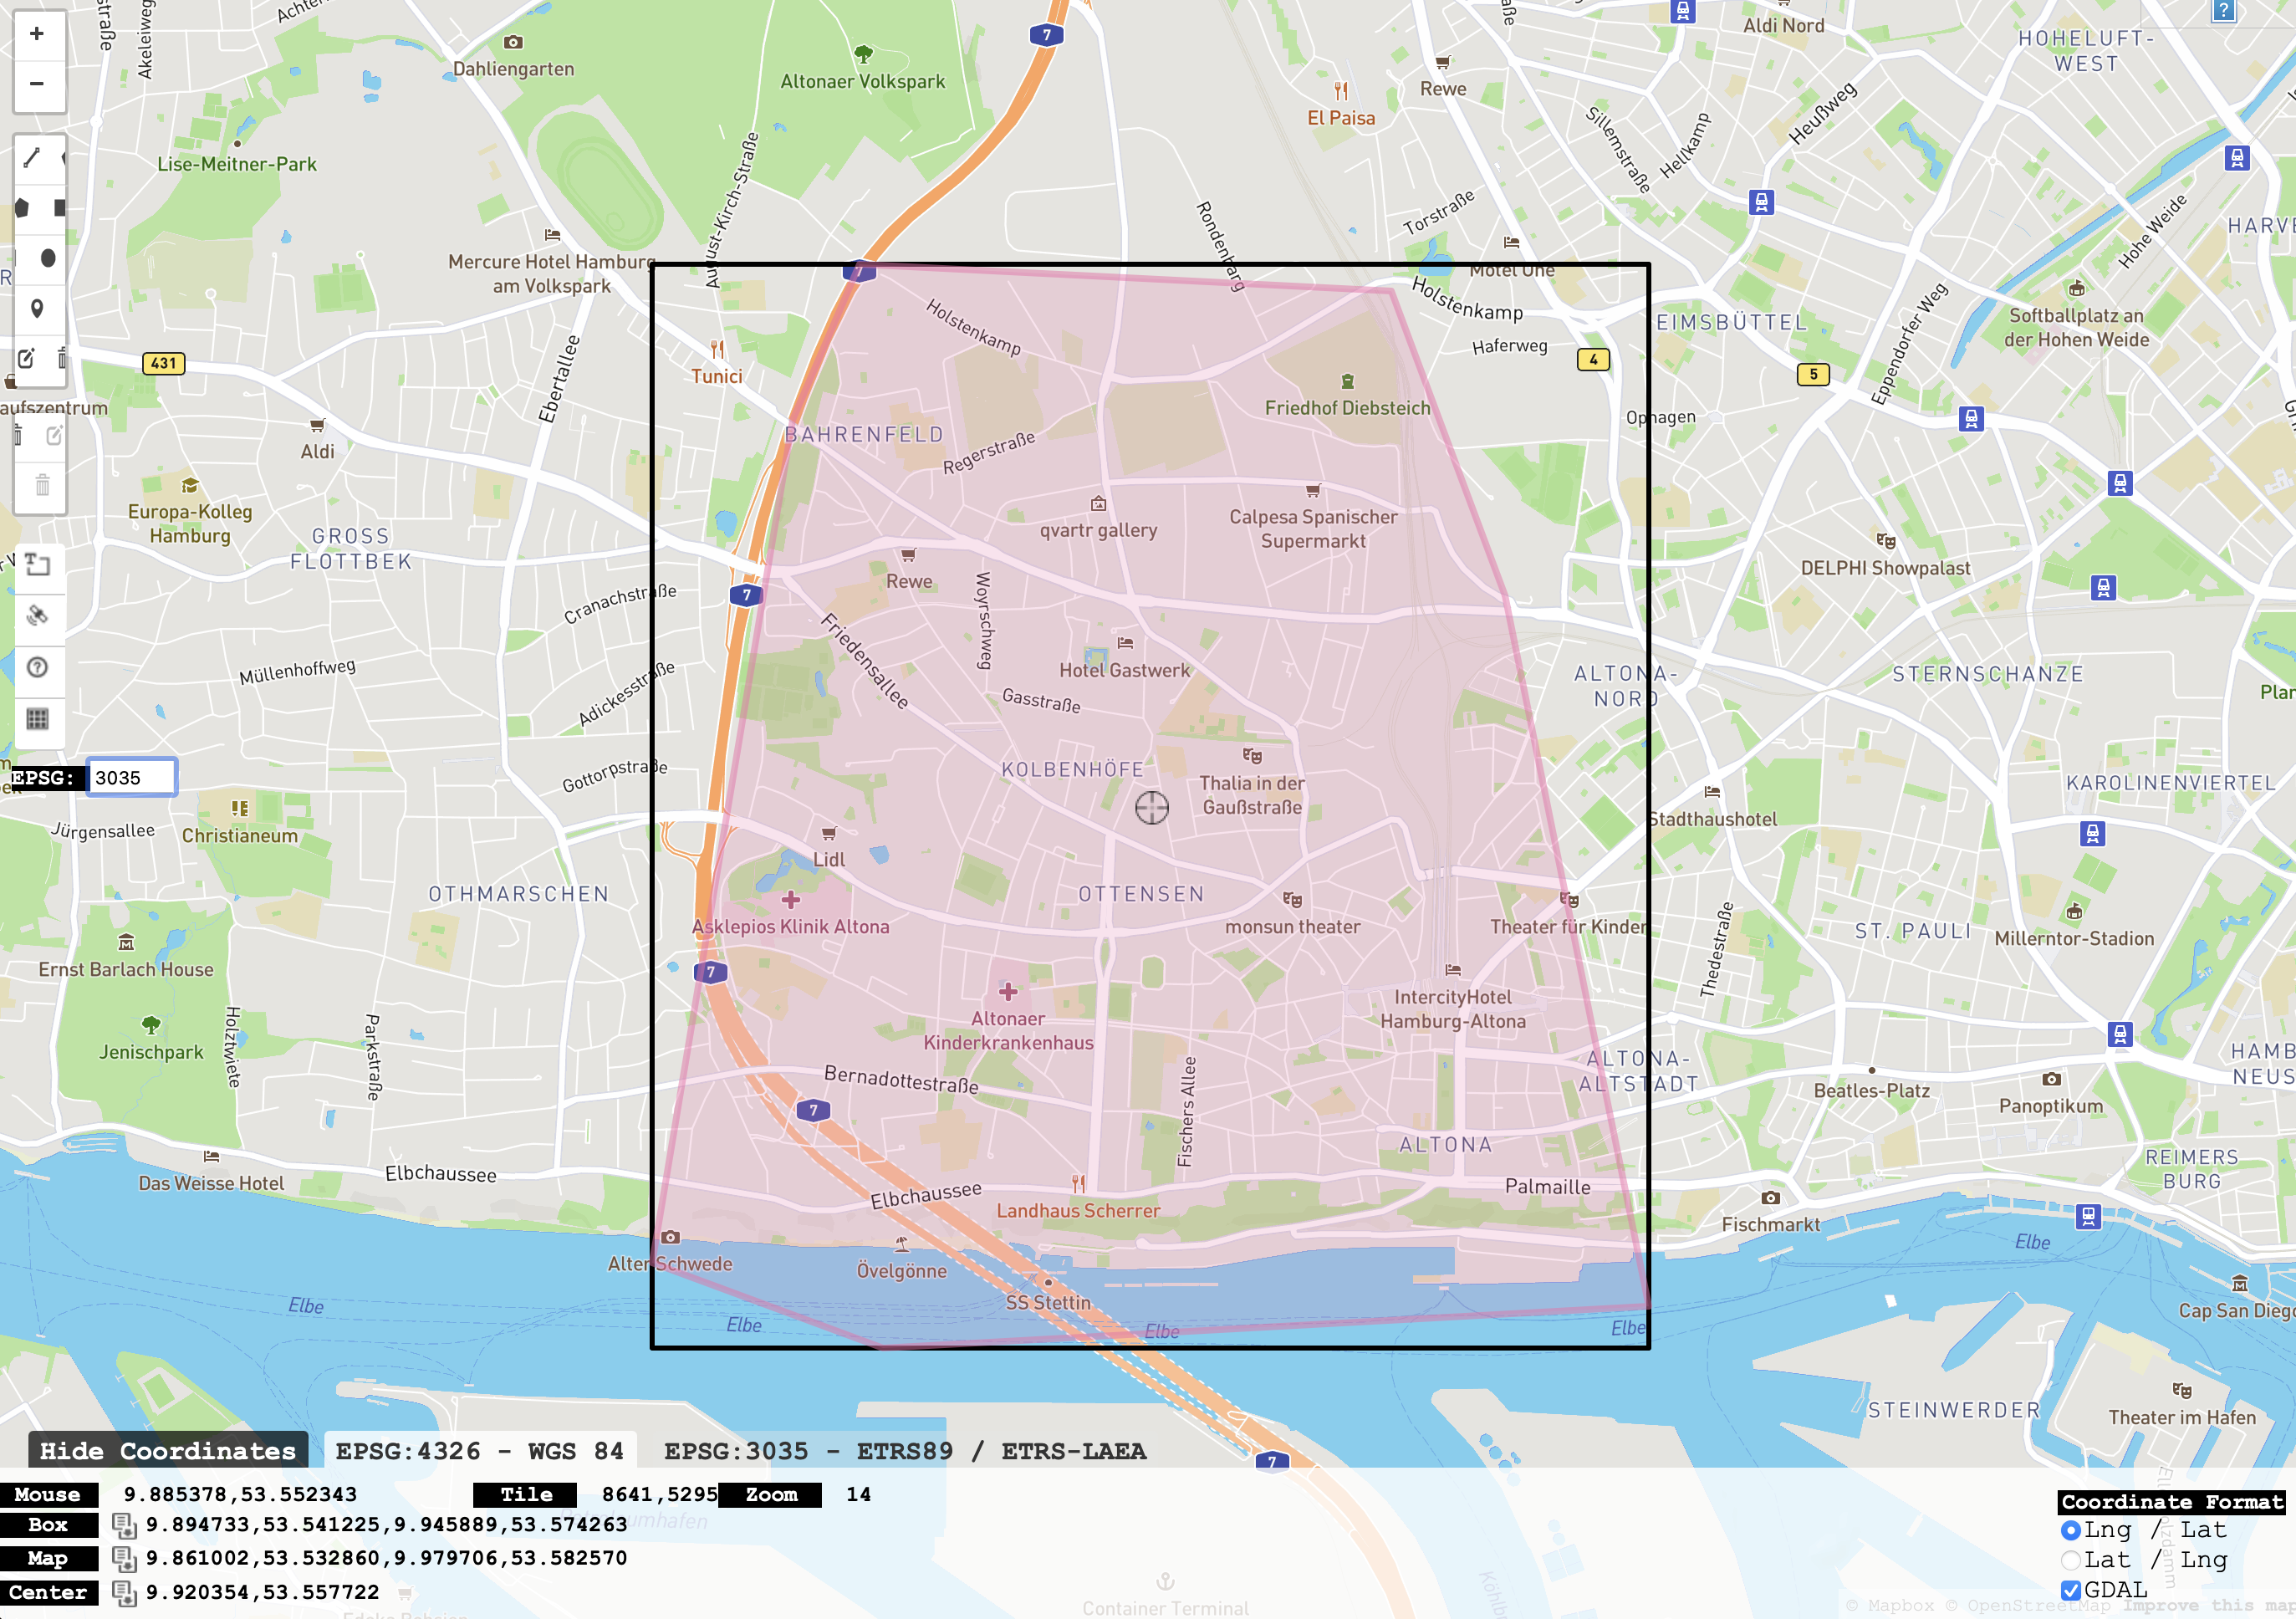 +
−
?
Achter
Akeleiweg
straße
Dahliengarten
Altonaer Volkspark
7
El Paisa
Rewe
Aldi Nord
HOHELUFT-
WEST
Lise-Meitner-Park
August-Kirch-Straße
Sillemstraße
Hellkamp
Heußweg
Torstraße
Rondenbarg
Hohe Weide
HARVE
Mercure Hotel Hamburg
am Volkspark
7
Motel One
Holstenkamp
Holstenkamp
EIMSBÜTTEL
Eppendorfer Weg
Softballplatz an
der Hohen Weide
431
Ebertallee
Tunici
Haferweg
4
5
aufszentrum
Aldi
BAHRENFELD
Friedhof Diebsteich
Ophagen
Regerstraße
Europa-Kolleg
Hamburg
GROSS
FLOTTBEK
qvartr gallery
Calpesa Spanischer
Supermarkt
DELPHI Showpalast
Rewe
Cranachstraße
7
Woyrschweg
Friedensallee
Müllenhoffweg
Adickesstraße
Hotel Gastwerk
Gasstraße
ALTONA-
NORD
STERNSCHANZE
Plan
EPSG: 3035
Gottorpstraße
KOLBENHÖFE
Thalia in der
Gaußstraße
KAROLINENVIERTEL
Jürgensallee
Christianeum
Stadthaushotel
Lidl
OTHMARSCHEN
OTTENSEN
Asklepios Klinik Altona
monsun theater
Theater für Kinder
Thedestraße
ST. PAULI
Millerntor-Stadion
Ernst Barlach House
7
IntercityHotel
Hamburg-Altona
Altonaer
Kinderkrankenhaus
Jenischpark
Holztwiete
Parkstraße
Bernadottestraße
Fischers Allee
ALTONA-
ALTSTADT
HAMB
NEUS
Beatles-Platz
Panoptikum
7
ALTONA
REIMERS
BURG
Das Weisse Hotel
Elbchaussee
Elbchaussee
Landhaus Scherrer
Palmaille
Fischmarkt
Alter Schwede
Övelgönne
Elbe
Elbe
SS Stettin
Elbe
Elbe
Elbe
Cap San Diego
STEINWERDER
Theater im Hafen
Hide Coordinates
EPSG:4326 - WGS 84
EPSG:3035 - ETRS89 / ETRS-LAEA
7
Mouse 9.885378,53.552343 Tile 8641,5295 Zoom 14
Box 9.894733,53.541225,9.945889,53.574263
Map 9.861002,53.532860,9.979706,53.582570
Center 9.920354,53.557722
Coordinate Format
Lng / Lat
Lat / Lng
GDAL
Container Terminal
© Mapbox © OpenStreetMap Improve this map